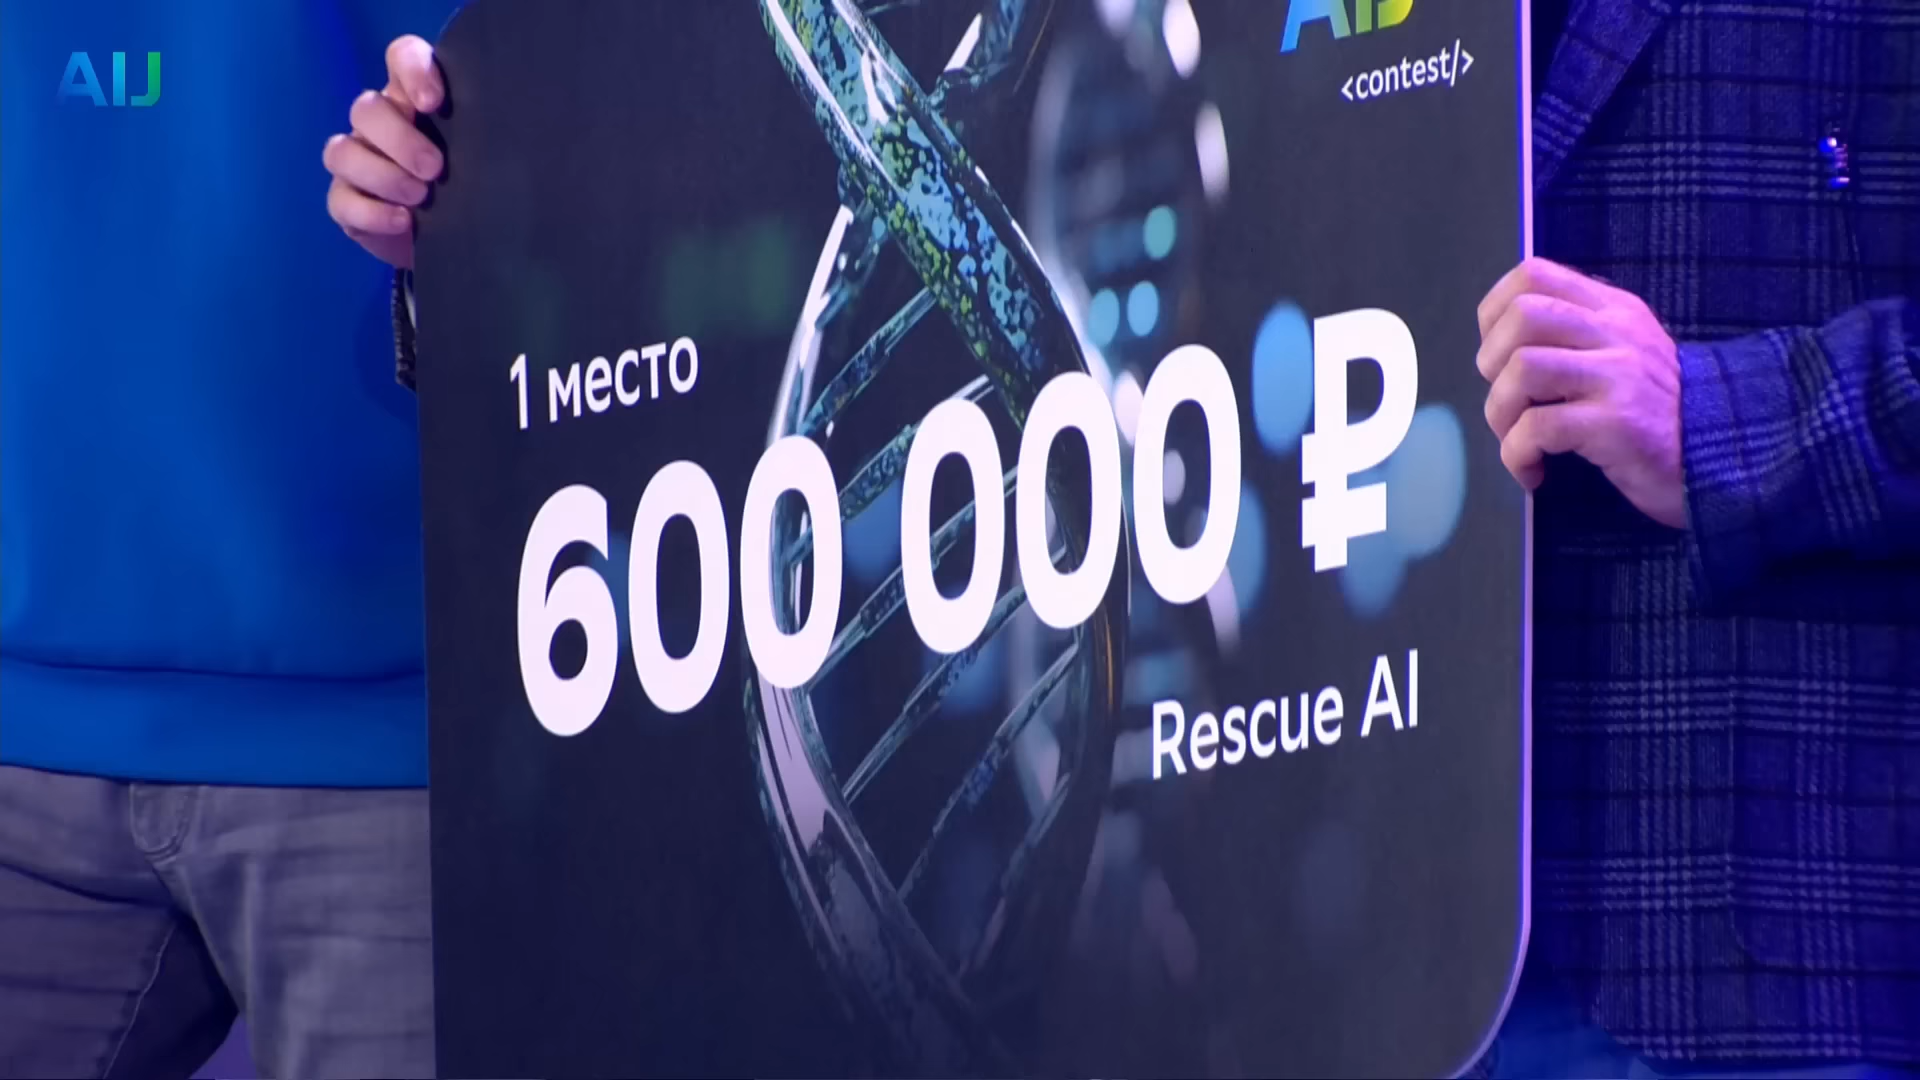 AIJ
AIJ
<contest/>
1 место
600 000 ₽
Rescue AI